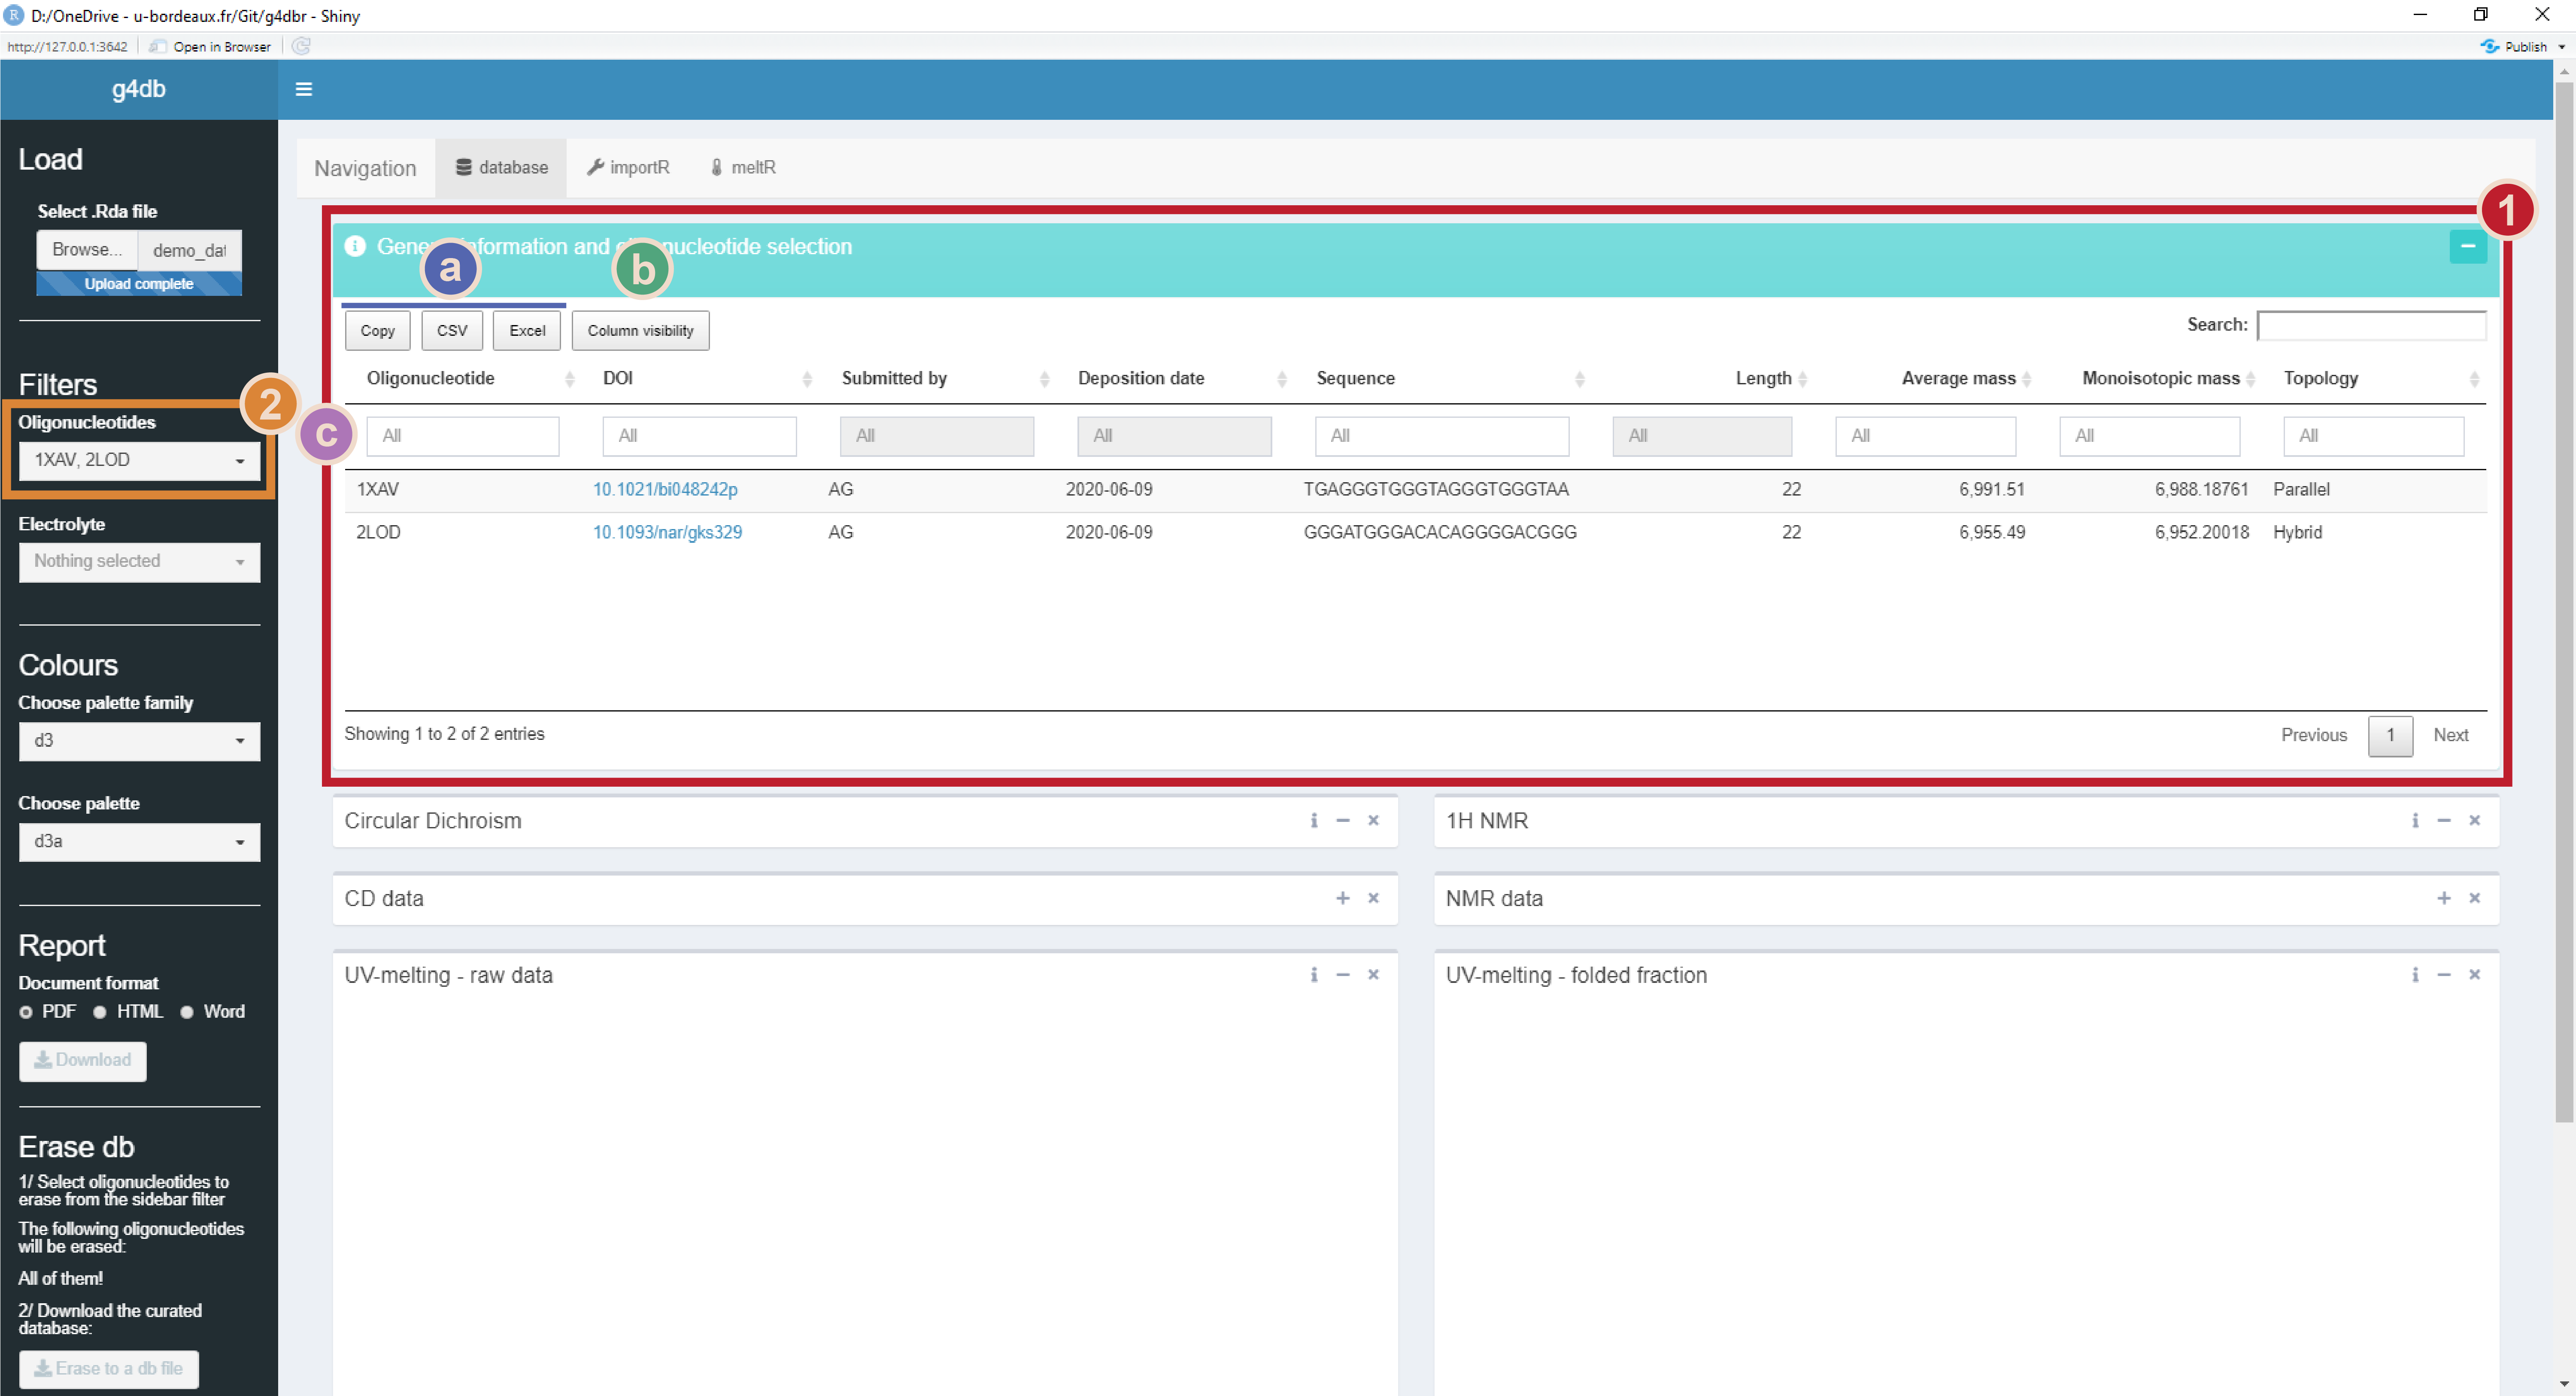 D:/OneDrive - u-bordeaux.fr/Git/g4dbr - Shiny
http://127.0.0.1:3642 Open in Browser Publish
g4db
Load
Select .Rda file
Browse... demo_dat
Upload complete
Filters
Oligonucleotides
1XAV, 2LOD
2
Electrolyte
Nothing selected
Colours
Choose palette family
d3
Choose palette
d3a
Report
Document format
PDF HTML Word
Download
Erase db
1/ Select oligonucleotides to
erase from the sidebar filter
The following oligonucleotides
will be erased:
All of them!
2/ Download the curated
database:
Erase to a db file
Navigation database importR meltR
1
information and nucleotide selection
a b
Copy CSV Excel Column visibility Search:
Oligonucleotide DOI Submitted by Deposition date Sequence Length Average mass Monoisotopic mass Topology
c All All All All All All All All All
1XAV 10.1021/bi048242p AG 2020-06-09 TGAGGGTGGGTAGGGTGGGTAA 22 6,991.51 6,988.18761 Parallel
2LOD 10.1093/nar/gks329 AG 2020-06-09 GGGATGGGACACAGGGGACGGG 22 6,955.49 6,952.20018 Hybrid
Showing 1 to 2 of 2 entries Previous 1 Next
Circular Dichroism 1H NMR
CD data NMR data
UV-melting - raw data UV-melting - folded fraction